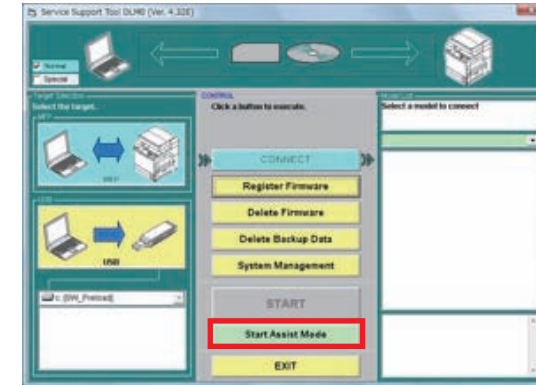 Service Support Tool DLM0 (Ver. 4.32E)
Normal
Special
Target Selection
Select the target.
MFP
MFP
USB
USB
c: [SW_Preload]
CONTROL
Click a button to execute.
CONNECT
Register Firmware
Delete Firmware
Delete Backup Data
System Management
START
Start Assist Mode
EXIT
Model List
Select a model to connect